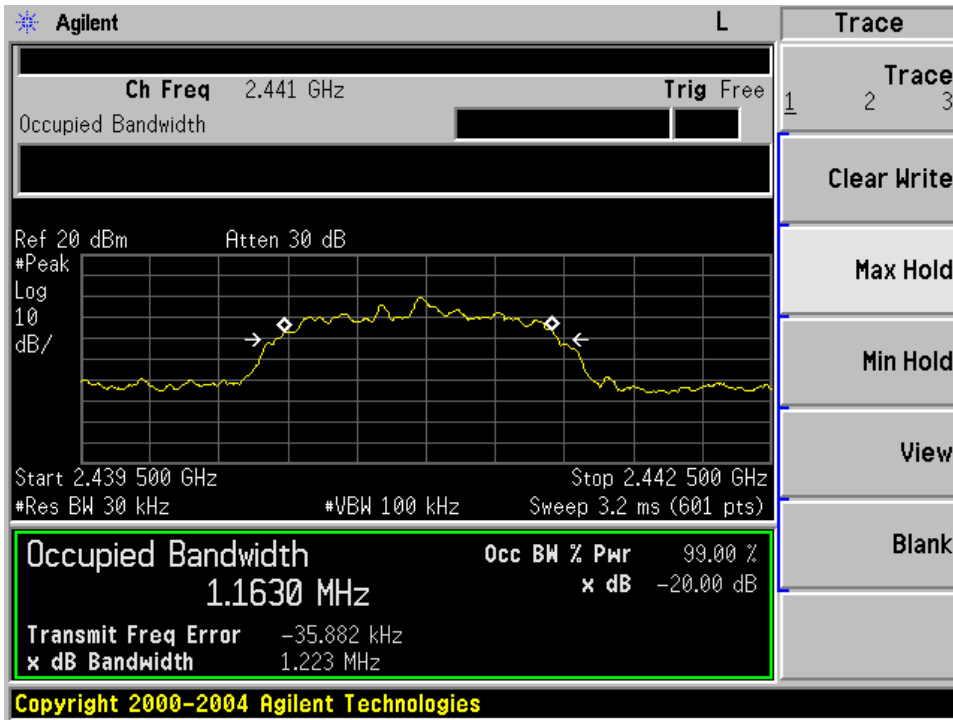 Agilent L Trace
Ch Freq 2.441 GHz Trig Free
Occupied Bandwidth
Trace
1 2 3
Clear Write
Max Hold
Min Hold
View
Blank
Ref 20 dBm Atten 30 dB
#Peak
Log
10
dB/
Start 2.439 500 GHz Stop 2.442 500 GHz
#Res BW 30 kHz #VBW 100 kHz Sweep 3.2 ms (601 pts)
Occupied Bandwidth Occ BW % Pwr 99.00 %
1.1630 MHz x dB -20.00 dB
Transmit Freq Error -35.882 kHz
x dB Bandwidth 1.223 MHz
Copyright 2000-2004 Agilent Technologies